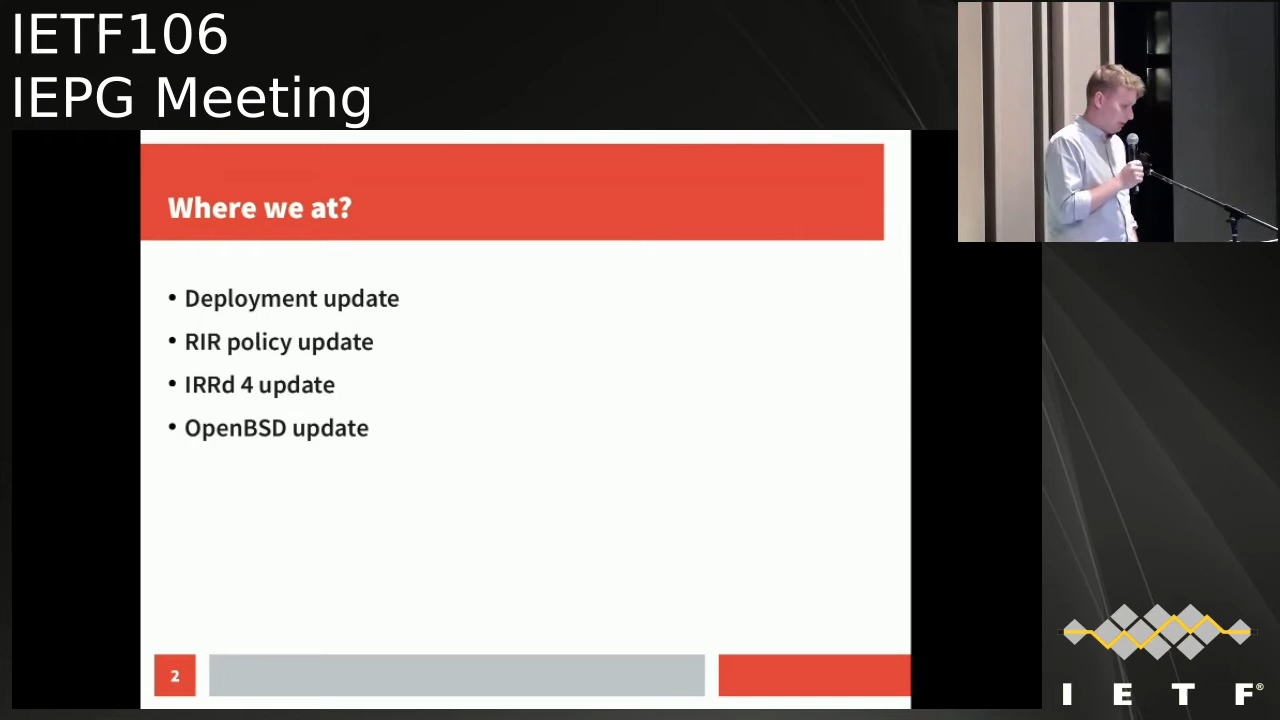 IETF106
IEPG Meeting
Where we at?
• Deployment update
• RIR policy update
• IRRd 4 update
• OpenBSD update
2
I E T F®